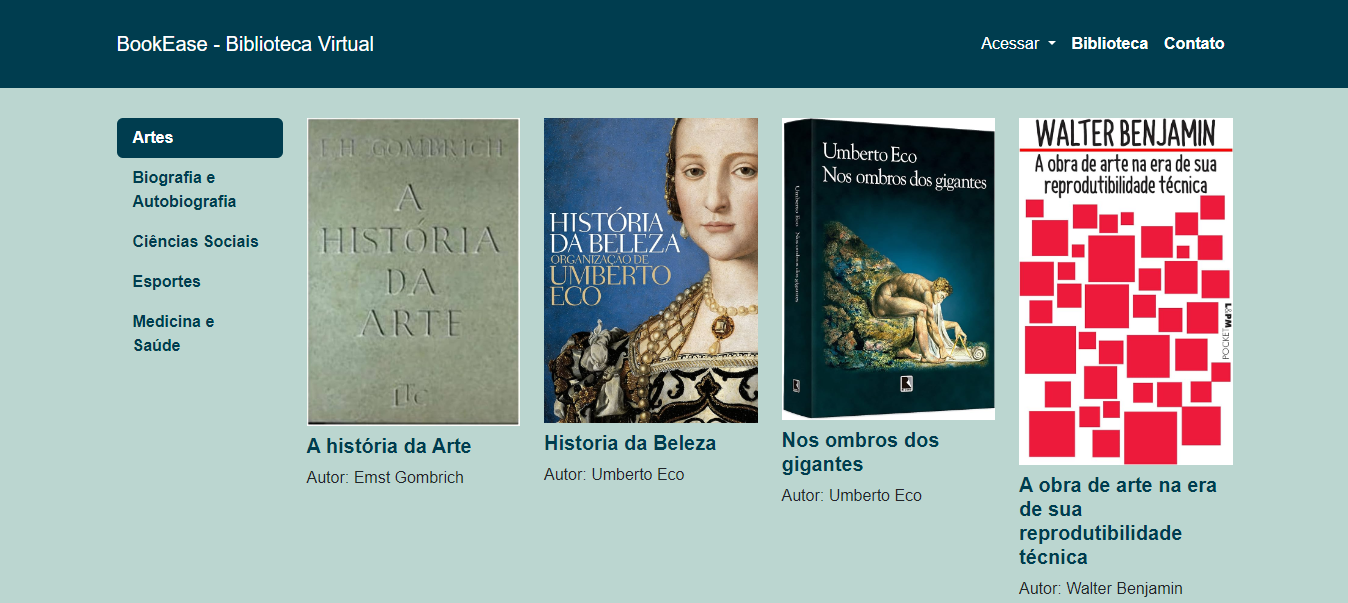 BookEase - Biblioteca Virtual
Acessar
Biblioteca
Contato
Artes
Biografia e
Autobiografia
Ciências Sociais
Esportes
Medicina e
Saúde
E.H. GOMBRICH
A
HISTÓRIA
DA
ARTE
LTC
A história da Arte
Autor: Emst Gombrich
HISTÓRIA
DA BELEZA
ORGANIZAÇÃO DE
UMBERTO
ECO
Historia da Beleza
Autor: Umberto Eco
Umberto Eco
Nos ombros dos gigantes
Umberto Eco Nos ombros dos gigantes
Nos ombros dos
gigantes
Autor: Umberto Eco
WALTER BENJAMIN
A obra de arte na era de sua
reprodutibilidade técnica
L&PM
POCKET
A obra de arte na era
de sua
reprodutibilidade
técnica
Autor: Walter Benjamin